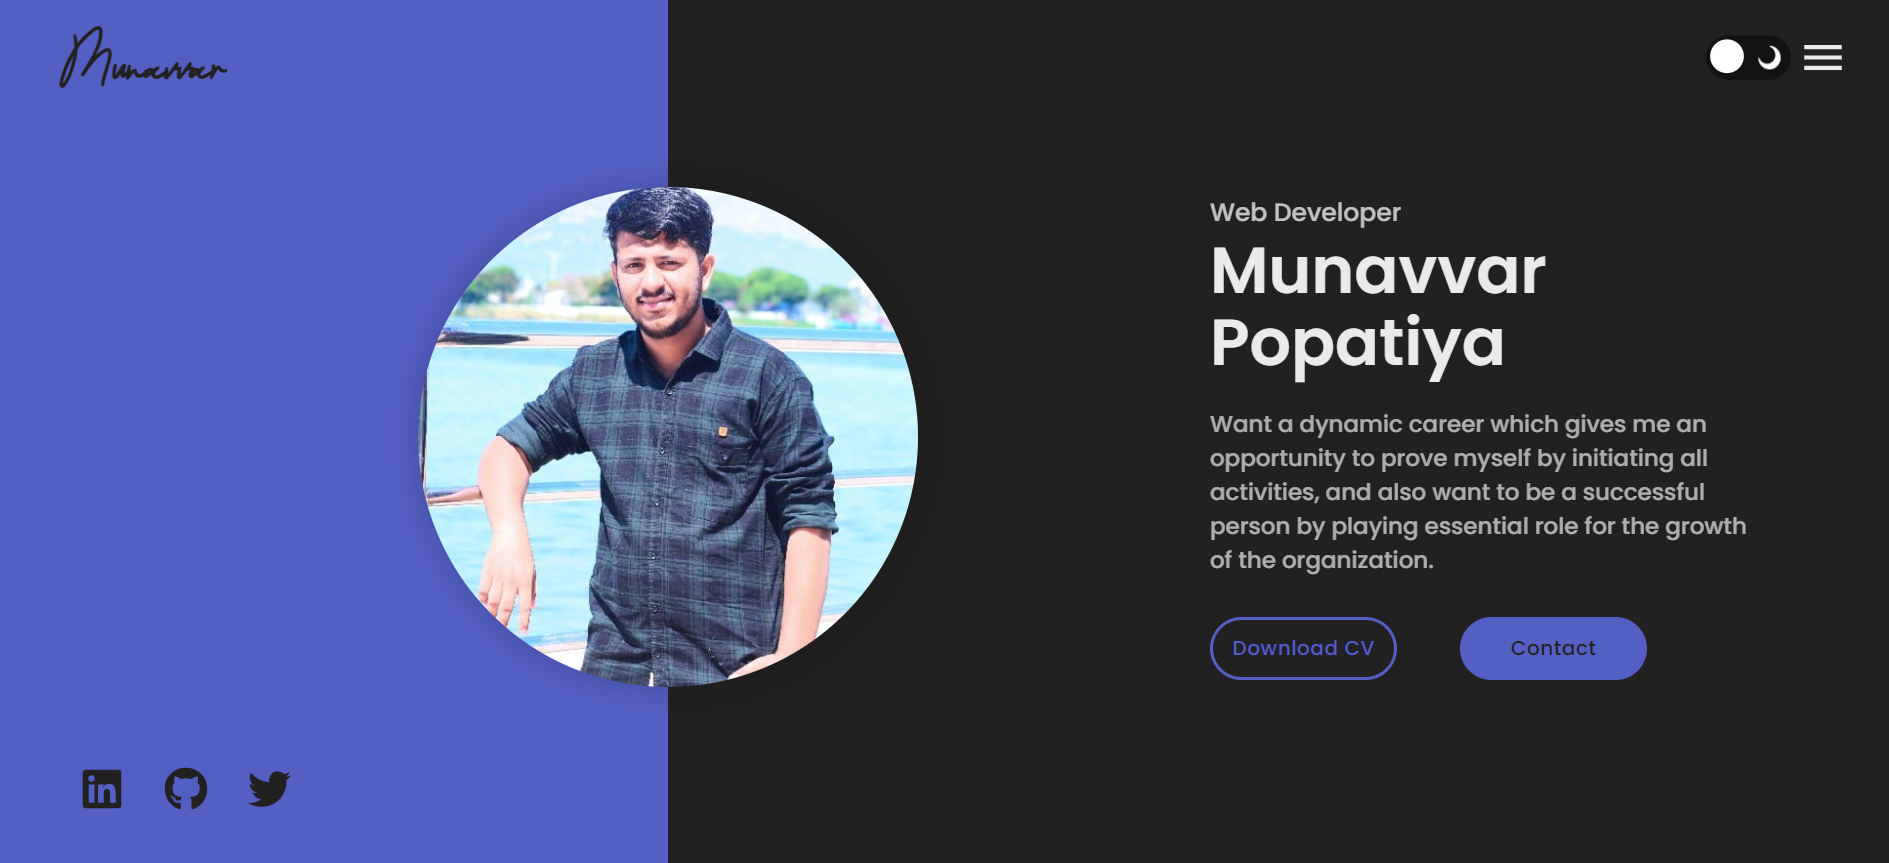 Munavvar
Web Developer
Munavvar
Popatiya
Want a dynamic career which gives me an
opportunity to prove myself by initiating all
activities, and also want to be a successful
person by playing essential role for the growth
of the organization.
Download CV
Contact